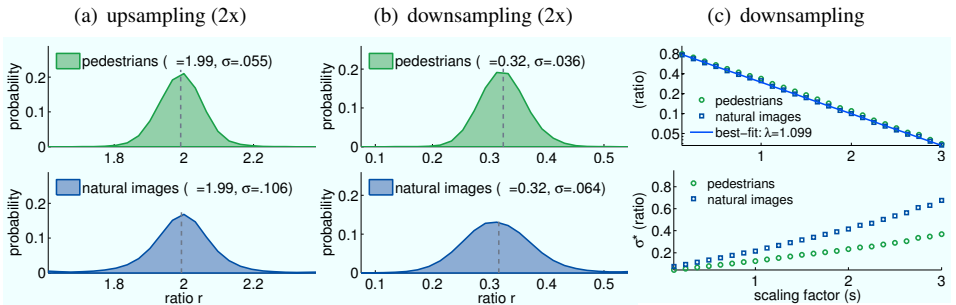 (a) upsampling (2x)
pedestrians ( =1.99, σ=.055)
probability
0.2
0.1
0
1.8
2
2.2
natural images ( =1.99, σ=.106)
probability
0.2
0.1
0
1.8
2
2.2
ratio r
(b) downsampling (2x)
pedestrians ( =0.32, σ=.036)
probability
0.2
0.1
0
0.1
0.2
0.3
0.4
0.5
natural images ( =0.32, σ=.064)
probability
0.2
0.1
0
0.1
0.2
0.3
0.4
0.5
ratio r
(c) downsampling
(ratio)
0.8
0.4
0.2
0.1
0.05
pedestrians
natural images
best-fit: λ=1.099
1
2
3
σ* (ratio)
0.8
0.6
0.4
0.2
pedestrians
natural images
1
2
3
scaling factor (s)